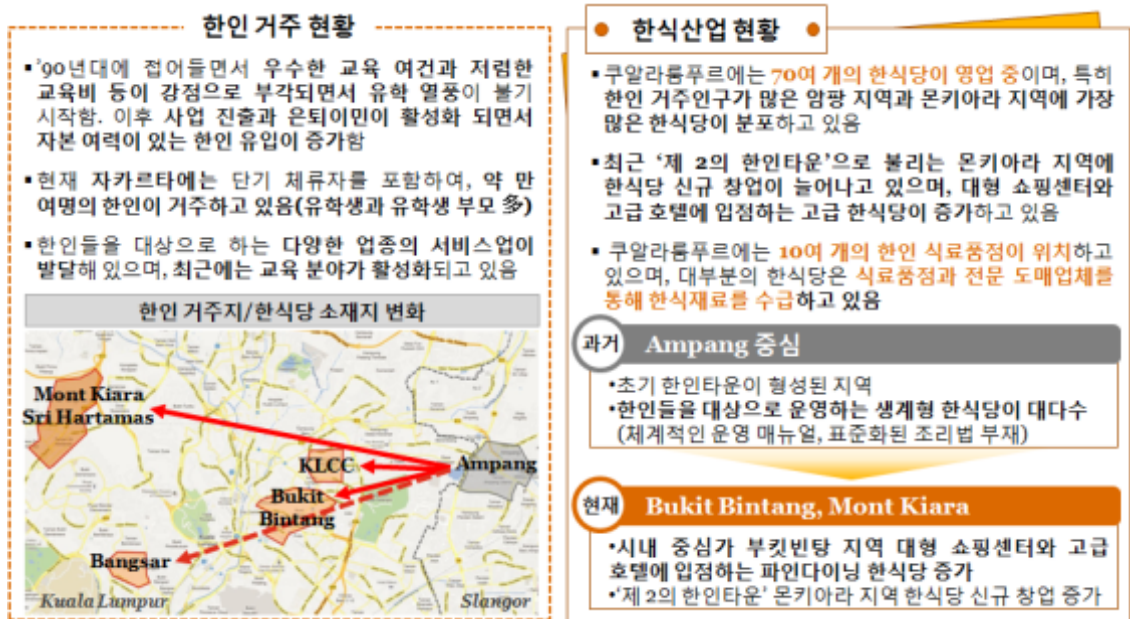 한인 거주 현황
▪'90년대에 접어들면서 우수한 교육 여건과 저렴한
교육비 등이 강점으로 부각되면서 유학 열풍이 불기
시작함. 이후 사업 진출과 은퇴이민이 활성화 되면서
자본 여력이 있는 한인 유입이 증가함
▪현재 자카르타에는 단기 체류자를 포함하여, 약 만
여명의 한인이 거주하고 있음(유학생과 유학생 부모 多)
▪한인들을 대상으로 하는 다양한 업종의 서비스업이
발달해 있으며, 최근에는 교육 분야가 활성화되고 있음
한인 거주지/한식당 소재지 변화
Mont Kiara
Sri Hartamas
KLCC
Ampang
Bukit
Bintang
Bangsar
Kuala Lumpur
Slangor
한식산업 현황
▪쿠알라룸푸르에는 70여 개의 한식당이 영업 중이며, 특히
한인 거주인구가 많은 암팡 지역과 몬키아라 지역에 가장
많은 한식당이 분포하고 있음
▪최근 ‘제 2의 한인타운’으로 불리는 몬키아라 지역에
한식당 신규 창업이 늘어나고 있으며, 대형 쇼핑센터와
고급 호텔에 입점하는 고급 한식당이 증가하고 있음
▪ 쿠알라룸푸르에는 10여 개의 한인 식료품점이 위치하고
있으며, 대부분의 한식당은 식료품점과 전문 도매업체를
통해 한식재료를 수급하고 있음
과거 Ampang 중심
•초기 한인타운이 형성된 지역
•한인들을 대상으로 운영하는 생계형 한식당이 대다수
(체계적인 운영 매뉴얼, 표준화된 조리법 부재)
현재 Bukit Bintang, Mont Kiara
•시내 중심가 부킷빈탕 지역 대형 쇼핑센터와 고급
호텔에 입점하는 파인다이닝 한식당 증가
•‘제 2의 한인타운’ 몬키아라 지역 한식당 신규 창업 증가